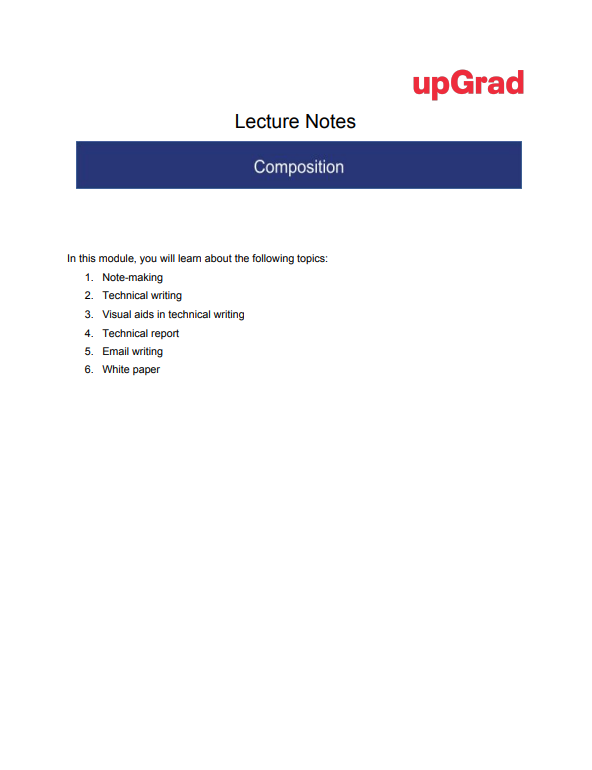 upGrad
Lecture Notes
Composition
In this module, you will learn about the following topics:
1. Note-making
2. Technical writing
3. Visual aids in technical writing
4. Technical report
5. Email writing
6. White paper